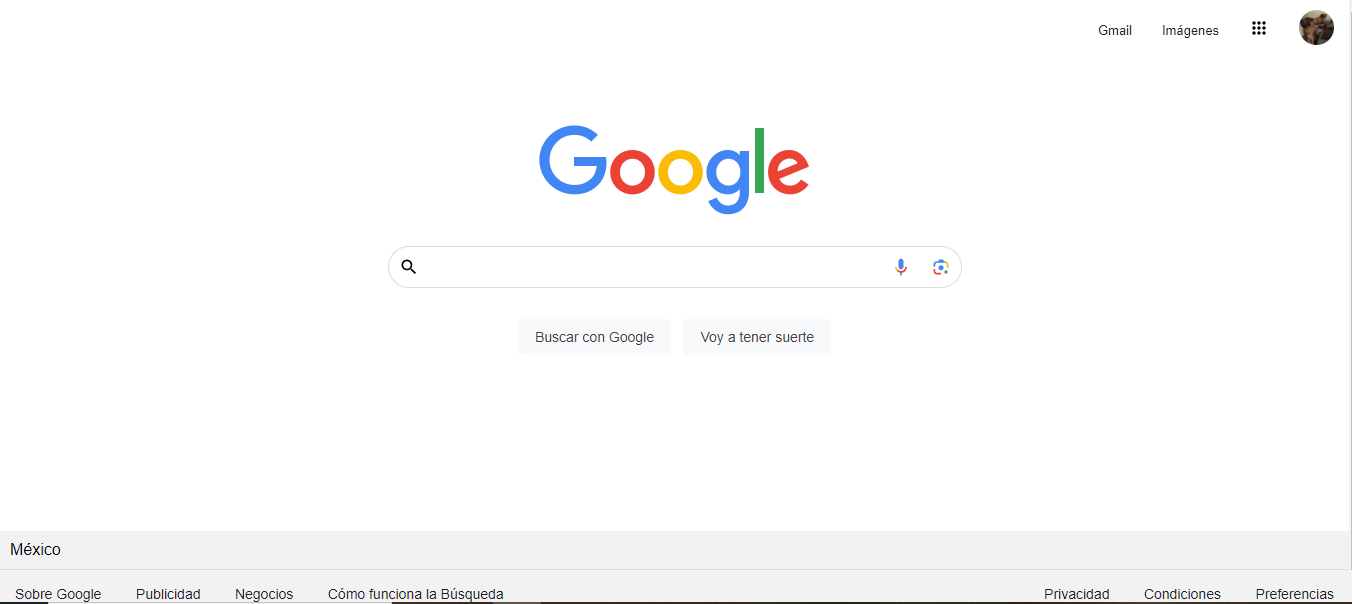 Gmail Imágenes
Google
Buscar con Google Voy a tener suerte
México
Sobre Google Publicidad Negocios Cómo funciona la Búsqueda Privacidad Condiciones Preferencias